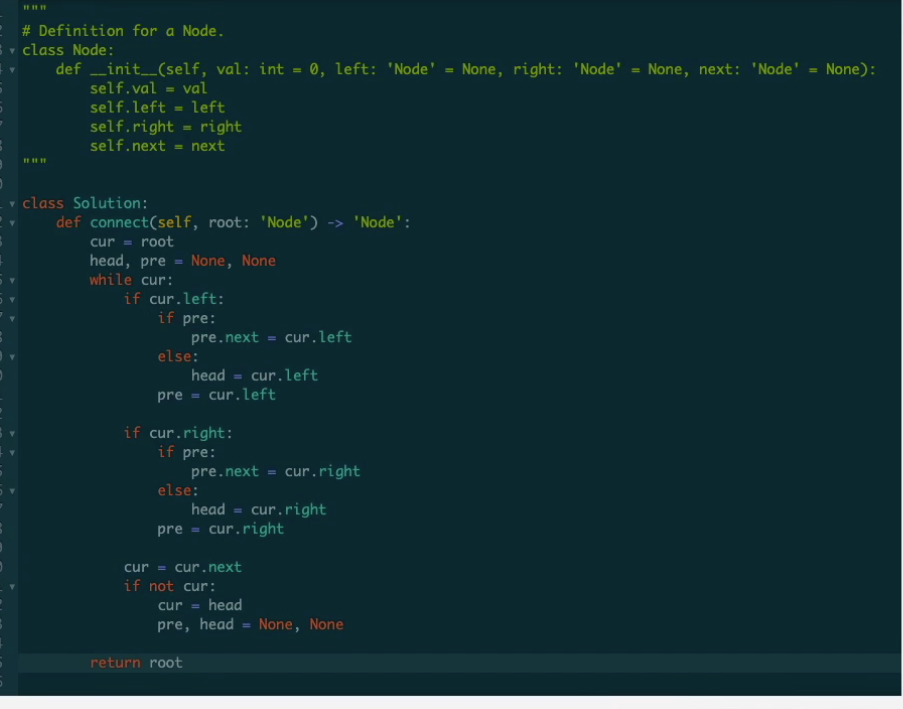 """
# Definition for a Node.
class Node:
    def __init__(self, val: int = 0, left: 'Node' = None, right: 'Node' = None, next: 'Node' = None):
        self.val = val
        self.left = left
        self.right = right
        self.next = next
"""
class Solution:
    def connect(self, root: 'Node') -> 'Node':
        cur = root
        head, pre = None, None
        while cur:
            if cur.left:
                if pre:
                    pre.next = cur.left
                else:
                    head = cur.left
                pre = cur.left
            if cur.right:
                if pre:
                    pre.next = cur.right
                else:
                    head = cur.right
                pre = cur.right
            cur = cur.next
            if not cur:
                cur = head
                pre, head = None, None
        return root